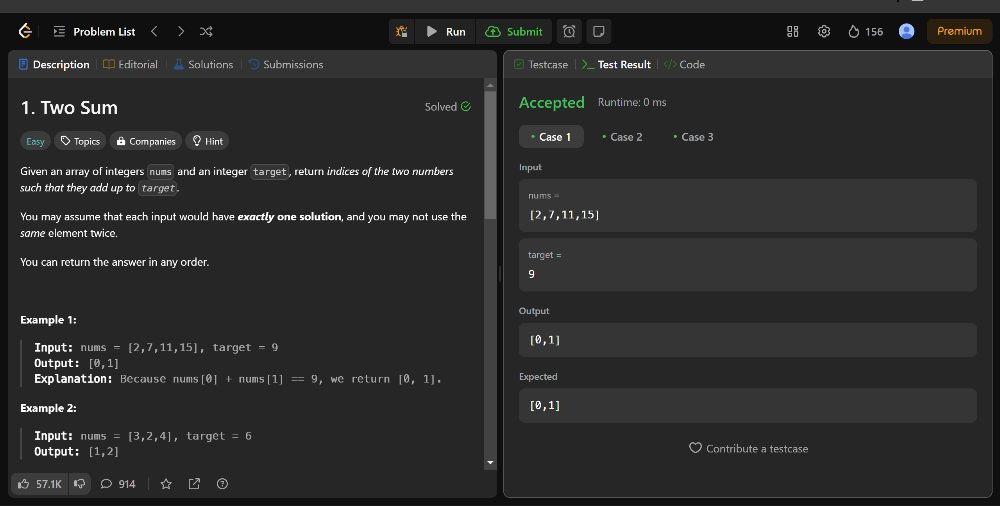 Problem List
Run
Submit
156
Premium
Description
Editorial
Solutions
Submissions
1. Two Sum
Solved
Easy
Topics
Companies
Hint
Given an array of integers nums and an integer target, return indices of the two numbers
such that they add up to target.
You may assume that each input would have exactly one solution, and you may not use the
same element twice.
You can return the answer in any order.
Example 1:
Input: nums = [2,7,11,15], target = 9
Output: [0,1]
Explanation: Because nums[0] + nums[1] == 9, we return [0, 1].
Example 2:
Input: nums = [3,2,4], target = 6
Output: [1,2]
57.1K
914
Testcase
Test Result
Code
Accepted
Runtime: 0 ms
Case 1
Case 2
Case 3
Input
nums =
[2,7,11,15]
target =
9
Output
[0,1]
Expected
[0,1]
Contribute a testcase